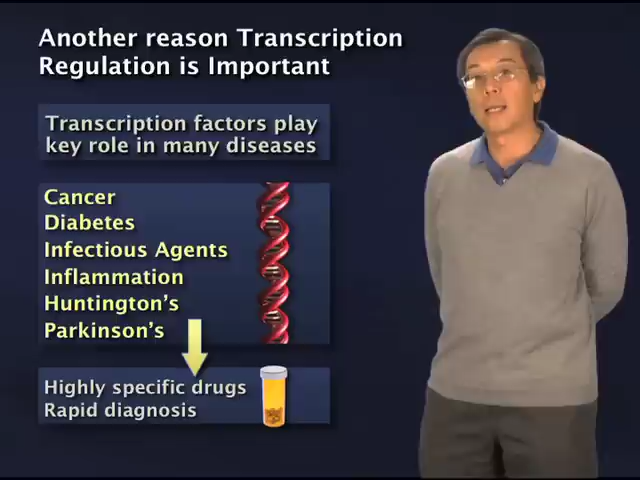 Another reason Transcription
Regulation is Important
Transcription factors play
key role in many diseases
Cancer
Diabetes
Infectious Agents
Inflammation
Huntington's
Parkinson's
Highly specific drugs
Rapid diagnosis